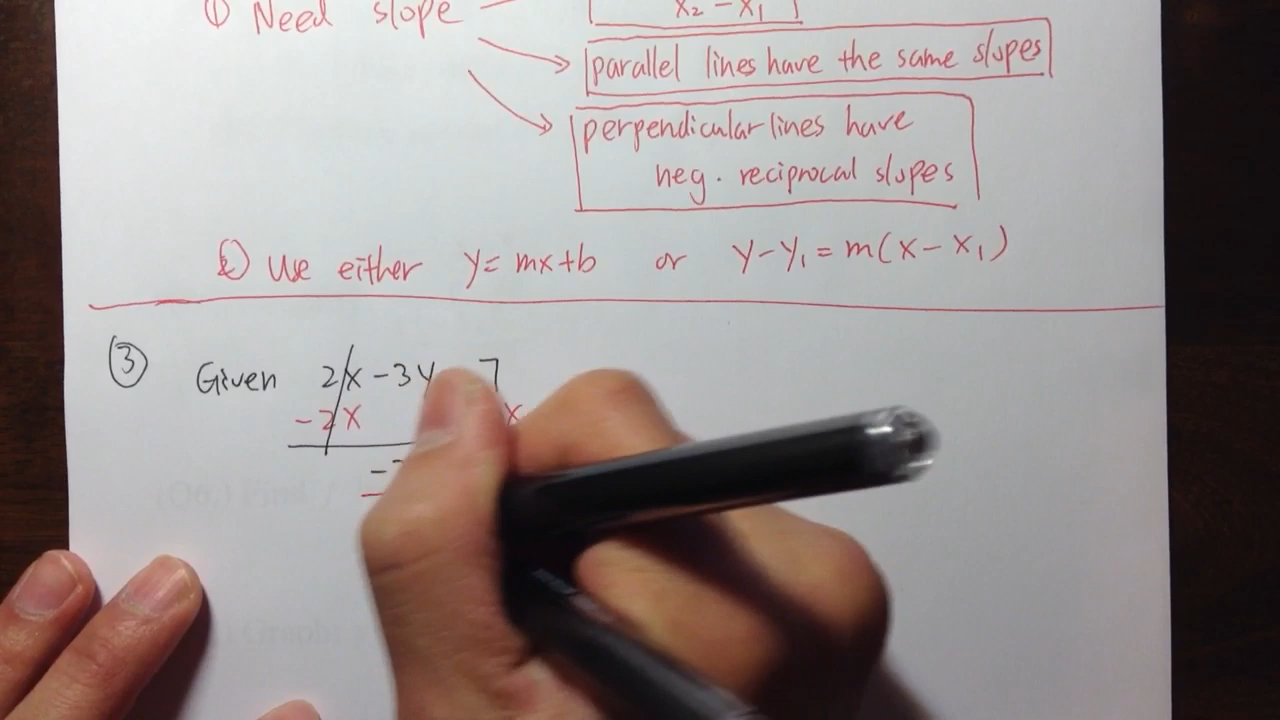 ① Need slope
x₂ - x₁
parallel lines have the same slopes
perpendicular lines have
neg. reciprocal slopes
② Use either y = mx+b or y-y₁ = m(x-x₁)
③ Given 2x-3y 7
-2x x
-